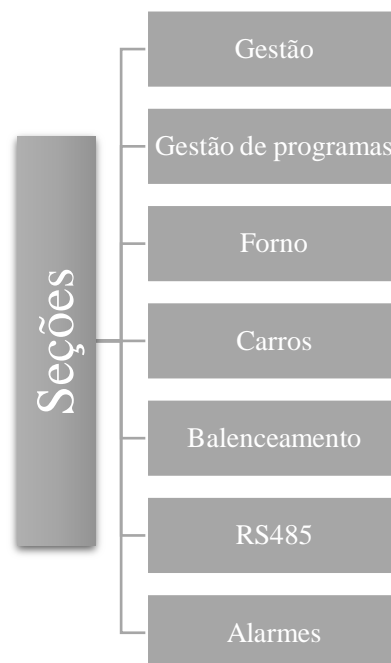 Seções
Gestão
Gestão de programas
Forno
Carros
Balenceamento
RS485
Alarmes